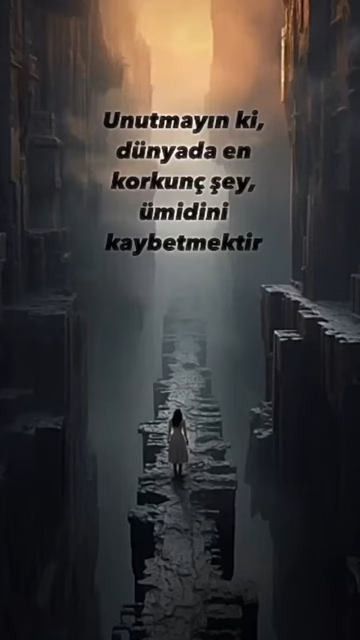 Unutmayın ki,
dünyada en
korkunç şey,
ümidini
kaybetmektir